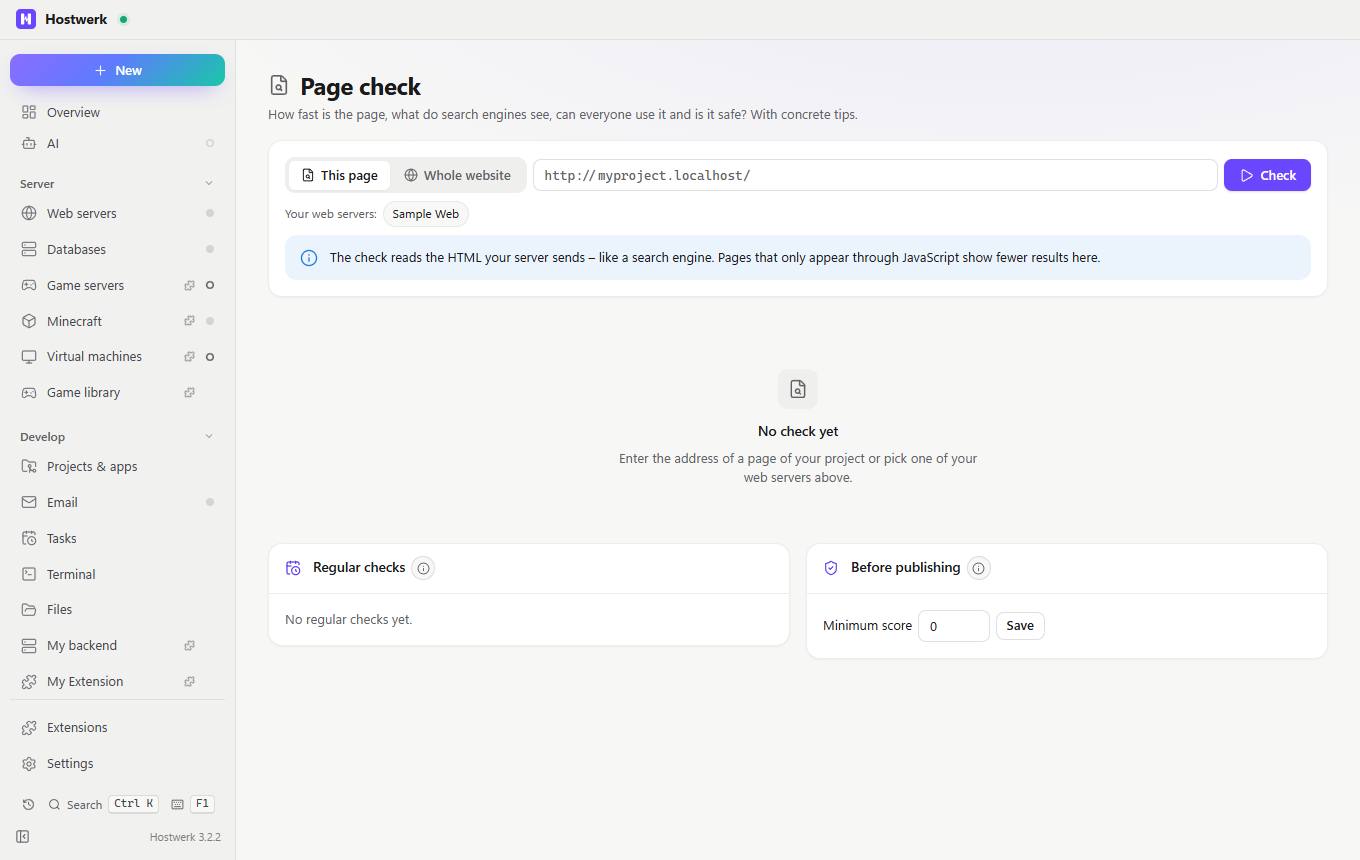 Hostwerk
New
Overview
AI
Server
Web servers
Databases
Game servers
Minecraft
Virtual machines
Game library
Develop
Projects & apps
Email
Tasks
Terminal
Files
My backend
My Extension
Extensions
Settings
Search Ctrl K F1
Hostwerk 3.2.2
Page check
How fast is the page, what do search engines see, can everyone use it and is it safe? With concrete tips.
This page Whole website http://myproject.localhost/ Check
Your web servers: Sample Web
The check reads the HTML your server sends – like a search engine. Pages that only appear through JavaScript show fewer results here.
No check yet
Enter the address of a page of your project or pick one of your
web servers above.
Regular checks
No regular checks yet.
Before publishing
Minimum score 0 Save